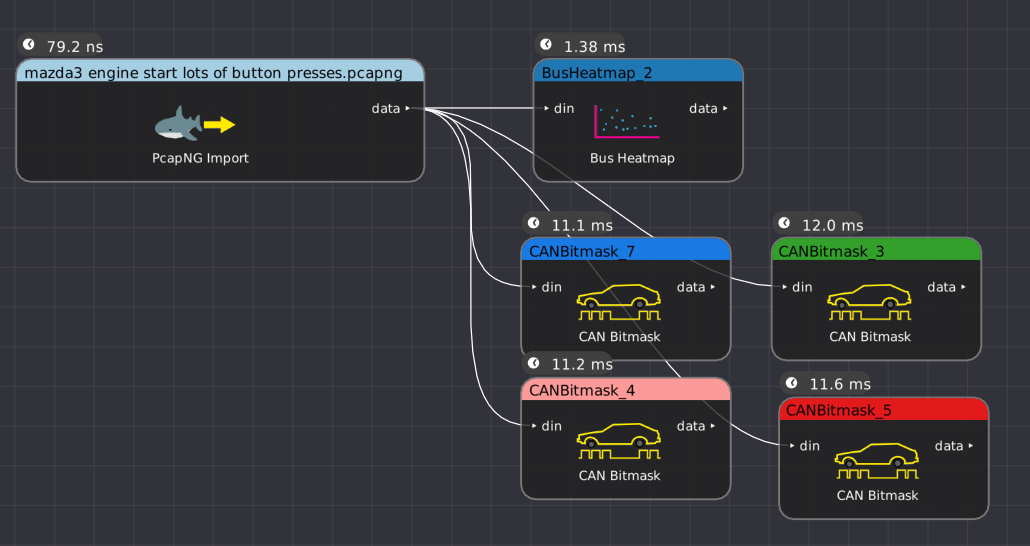 79.2 ns
mazda3 engine start lots of button presses.pcapng
data
PcapNG Import
1.38 ms
BusHeatmap_2
din
data
Bus Heatmap
11.1 ms
CANBitmask_7
din
data
CAN Bitmask
12.0 ms
CANBitmask_3
din
data
CAN Bitmask
11.2 ms
CANBitmask_4
din
data
CAN Bitmask
11.6 ms
CANBitmask_5
din
data
CAN Bitmask